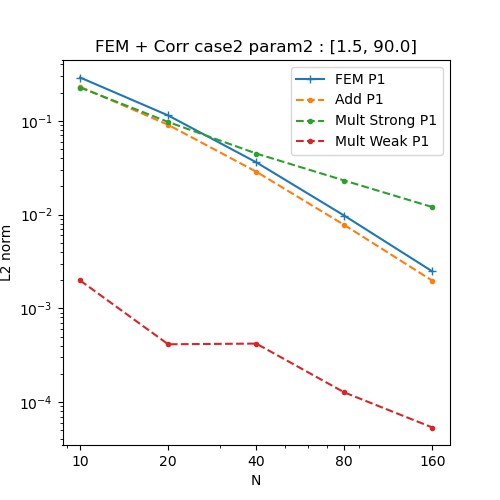 FEM + Corr case2 param2 : [1.5, 90.0]
FEM P1
Add P1
Mult Strong P1
Mult Weak P1
10⁻¹
10⁻²
10⁻³
10⁻⁴
L2 norm
10 20 40 80 160
N